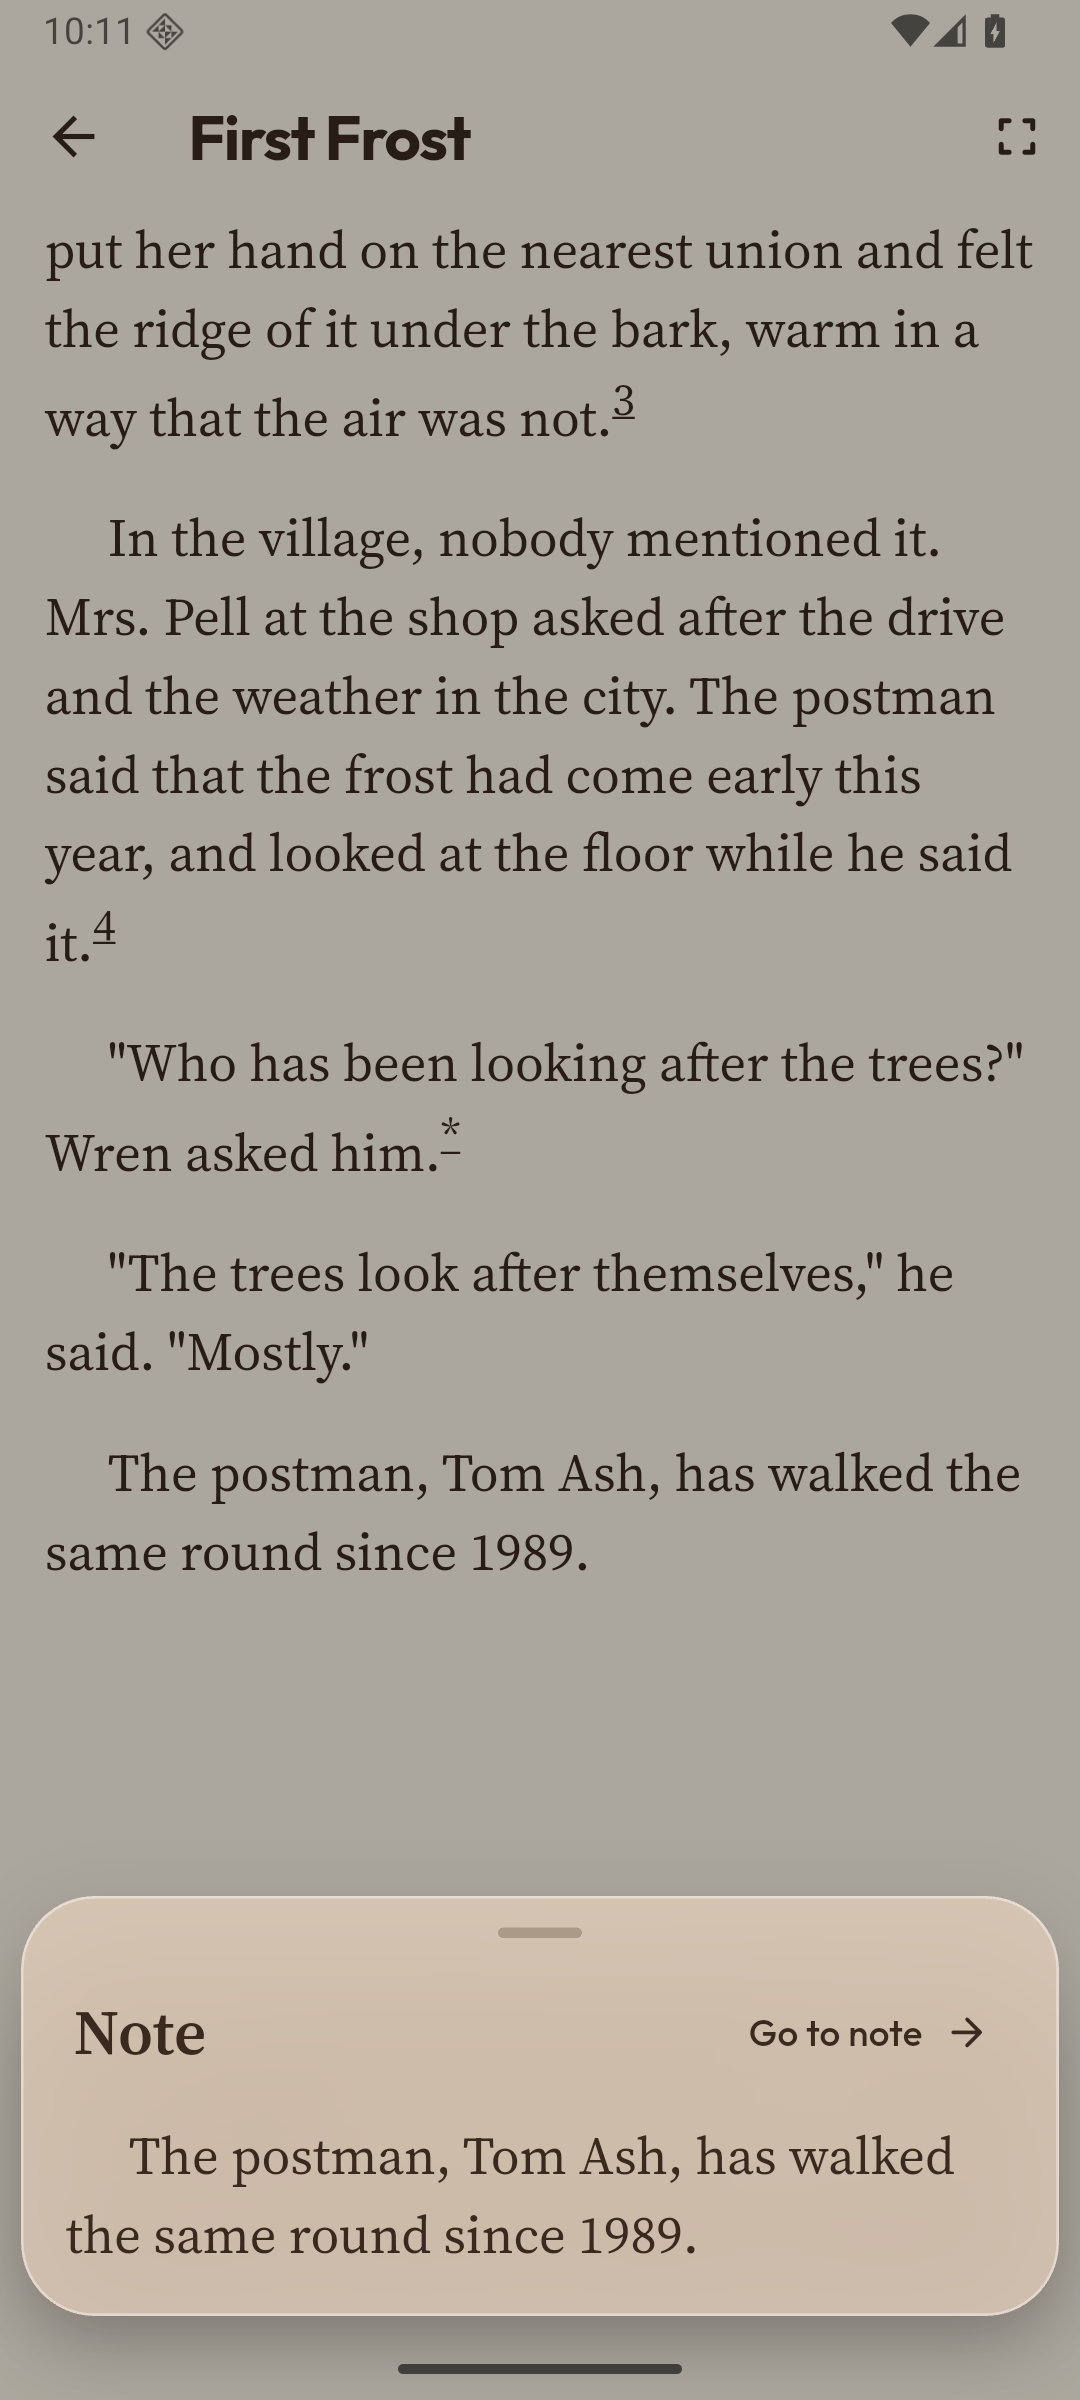 10:11
First Frost
put her hand on the nearest union and felt
the ridge of it under the bark, warm in a
way that the air was not.3
In the village, nobody mentioned it.
Mrs. Pell at the shop asked after the drive
and the weather in the city. The postman
said that the frost had come early this
year, and looked at the floor while he said
it.4
"Who has been looking after the trees?"
Wren asked him.*
"The trees look after themselves," he
said. "Mostly."
The postman, Tom Ash, has walked the
same round since 1989.
Note
Go to note
The postman, Tom Ash, has walked
the same round since 1989.